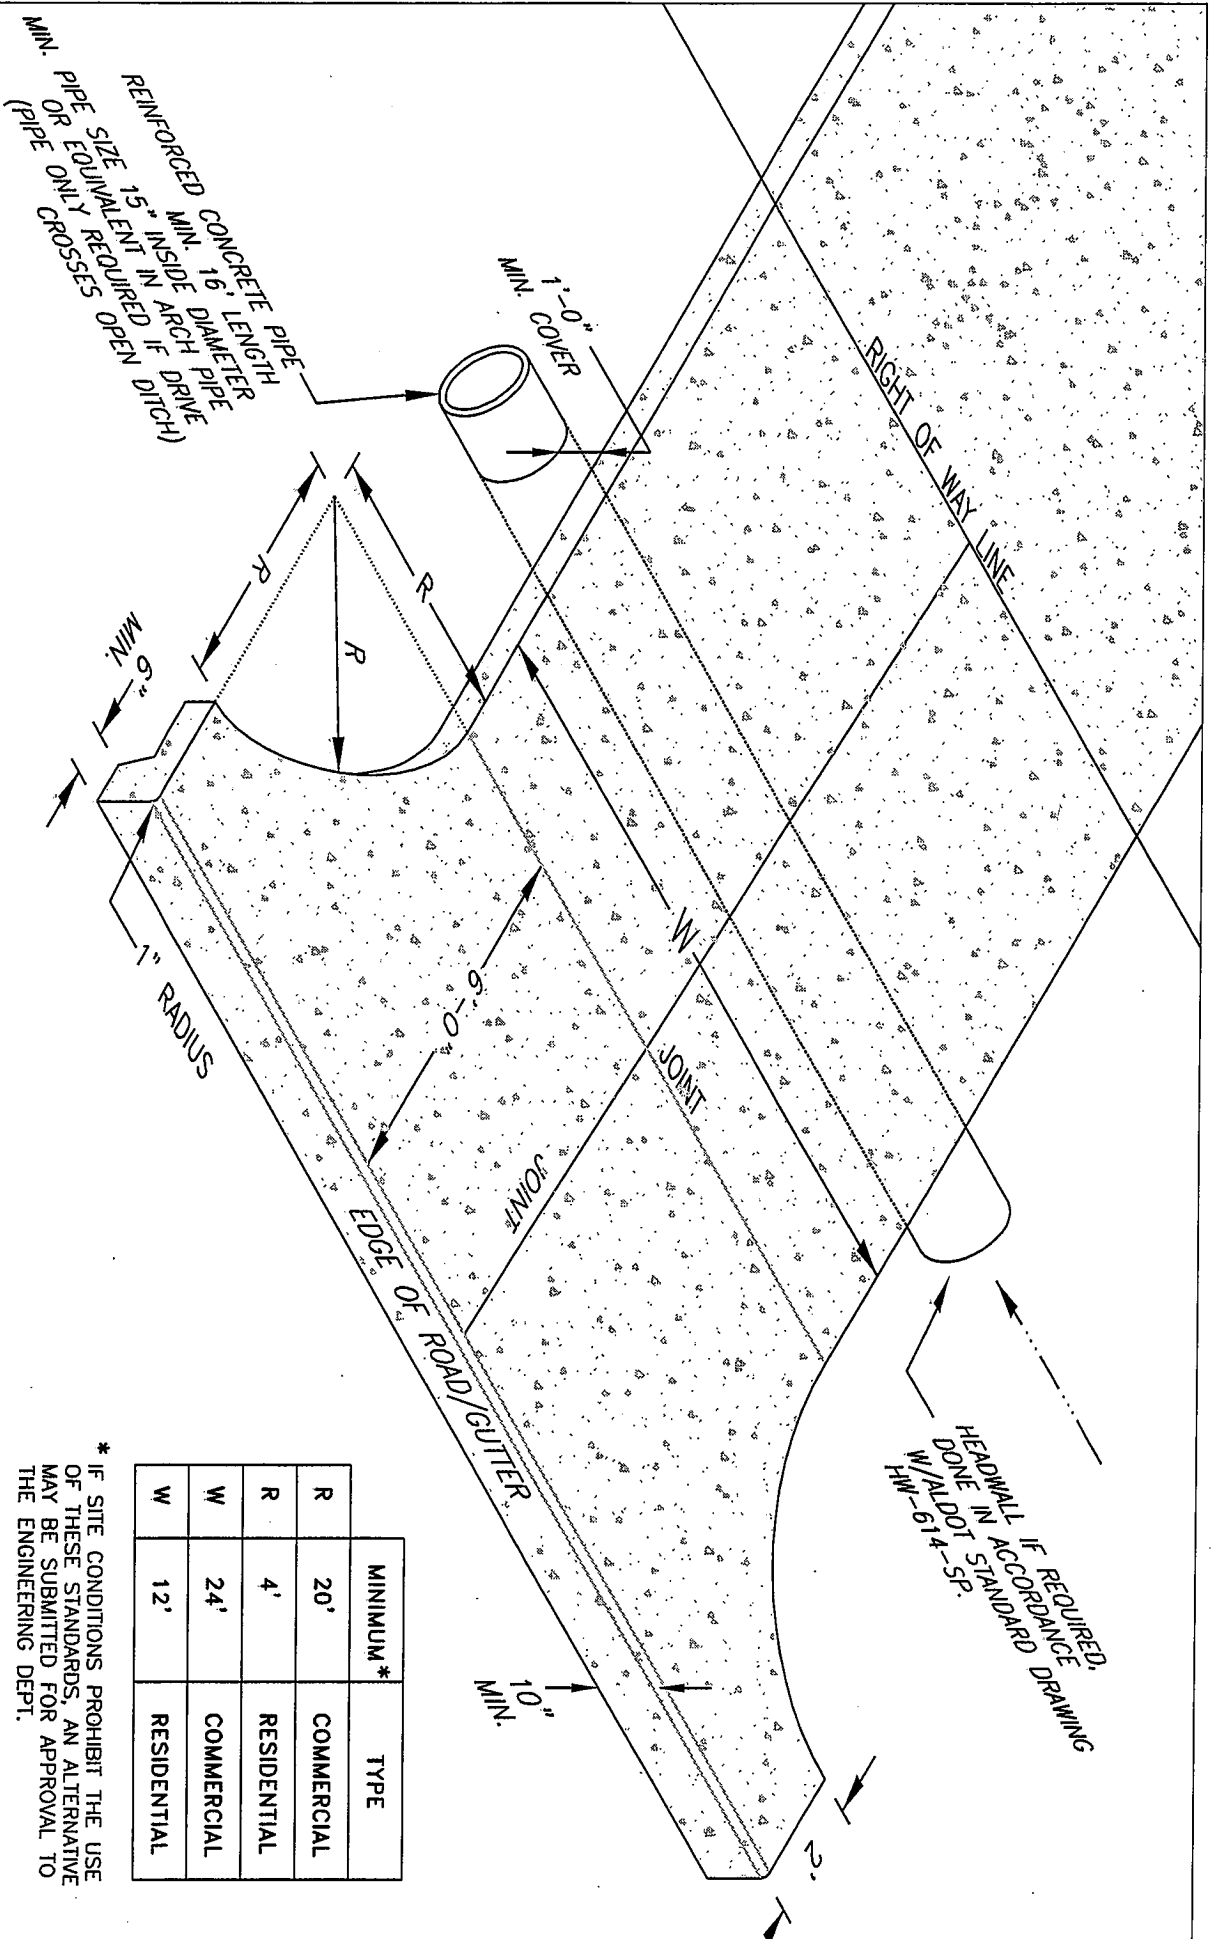 RIGHT OF WAY LINE
1'-0"
MIN. COVER
REINFORCED CONCRETE PIPE
MIN. 16' LENGTH
MIN. PIPE SIZE 15" INSIDE DIAMETER
OR EQUIVALENT IN ARCH PIPE
(PIPE ONLY REQUIRED IF DRIVE
CROSSES OPEN DITCH)
R
R
R
W
6'-0"
JOINT
JOINT
6"
MIN.
1" RADIUS
EDGE OF ROAD/GUTTER
10"
MIN.
2'
HEADWALL IF REQUIRED,
DONE IN ACCORDANCE
W/ALDOT STANDARD DRAWING
HW-614-SP.
MINIMUM* TYPE
R 20' COMMERCIAL
R 4' RESIDENTIAL
W 24' COMMERCIAL
W 12' RESIDENTIAL
* IF SITE CONDITIONS PROHIBIT THE USE
OF THESE STANDARDS, AN ALTERNATIVE
MAY BE SUBMITTED FOR APPROVAL TO
THE ENGINEERING DEPT.